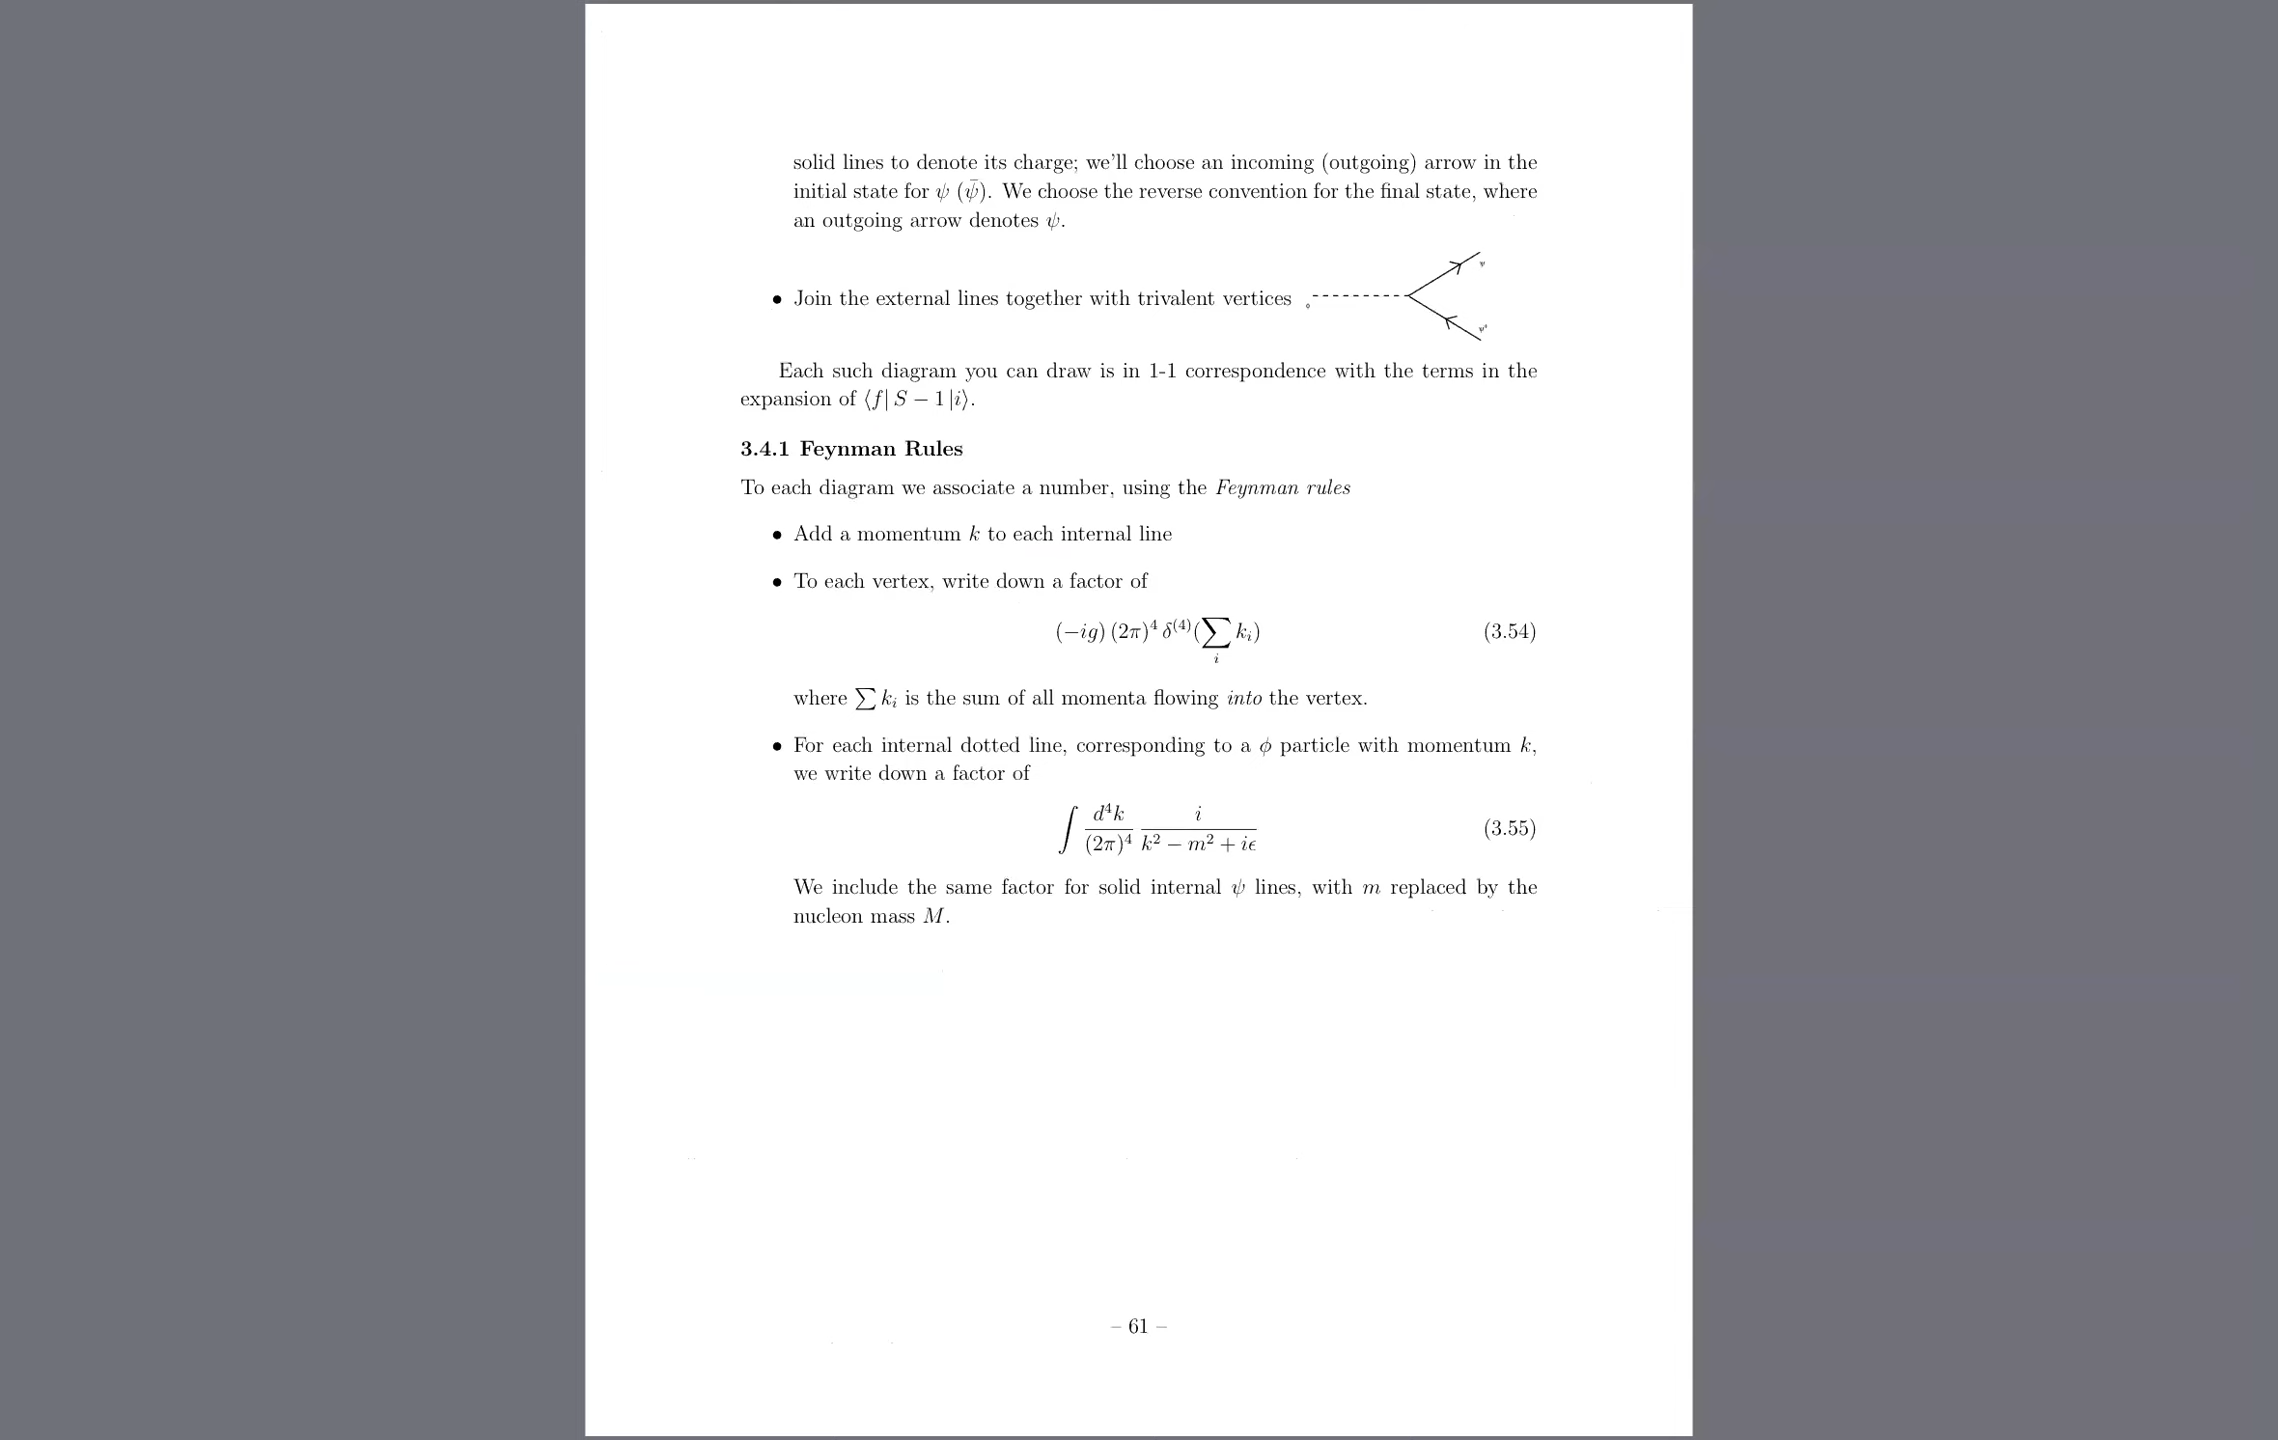 solid lines to denote its charge; we'll choose an incoming (outgoing) arrow in the
initial state for ψ (ψ̄). We choose the reverse convention for the final state, where
an outgoing arrow denotes ψ.
• Join the external lines together with trivalent vertices
Each such diagram you can draw is in 1-1 correspondence with the terms in the
expansion of ⟨f| S − 1 |i⟩.
3.4.1 Feynman Rules
To each diagram we associate a number, using the Feynman rules
• Add a momentum k to each internal line
• To each vertex, write down a factor of
(−ig) (2π)⁴ δ⁽⁴⁾(∑ᵢ kᵢ) (3.54)
where ∑ kᵢ is the sum of all momenta flowing into the vertex.
• For each internal dotted line, corresponding to a ϕ particle with momentum k,
we write down a factor of
∫ d⁴k/(2π)⁴ i/(k² − m² + iϵ) (3.55)
We include the same factor for solid internal ψ lines, with m replaced by the
nucleon mass M.
– 61 –